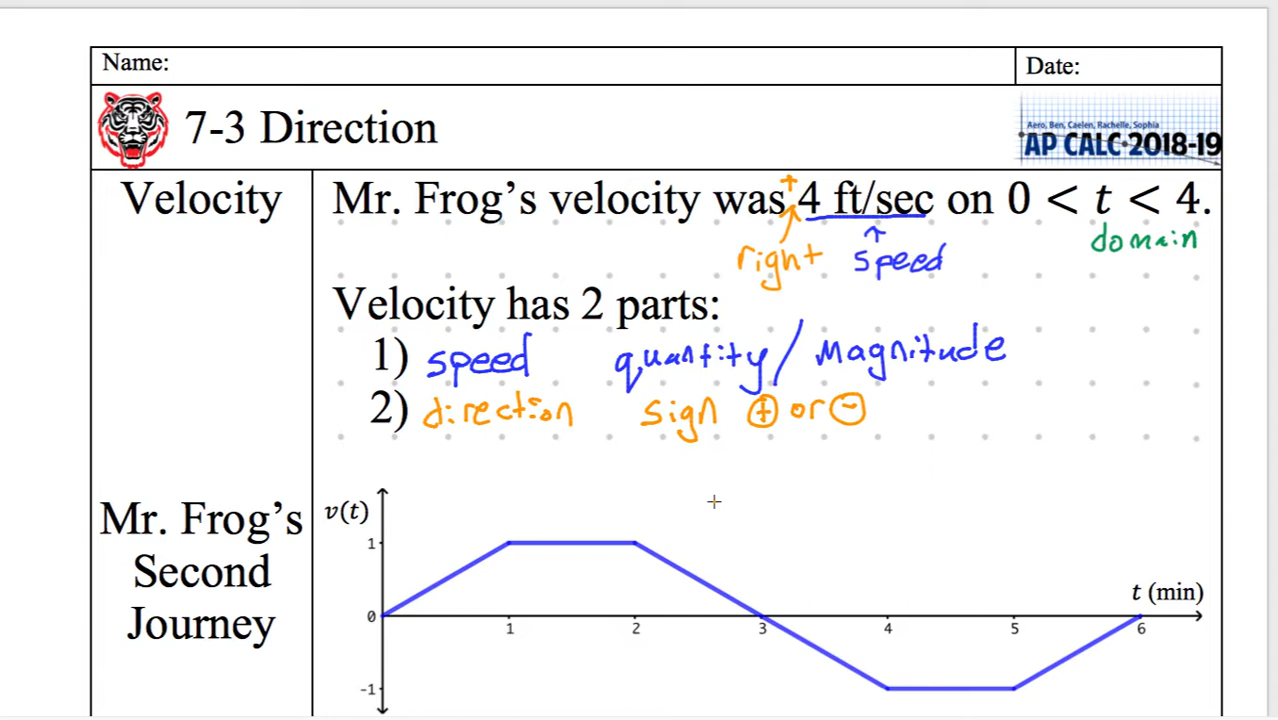 Name:
Date:
7-3 Direction
Aero, Ben, Caelen, Rachelle, Sophia
AP CALC 2018-19
Velocity
Mr. Frog's velocity was +4 ft/sec on 0 < t < 4.
right
speed
domain
Velocity has 2 parts:
1) speed quantity/magnitude
2) direction sign + or -
Mr. Frog's
Second
Journey
v(t)
1
0
-1
t (min)
1 2 3 4 5 6